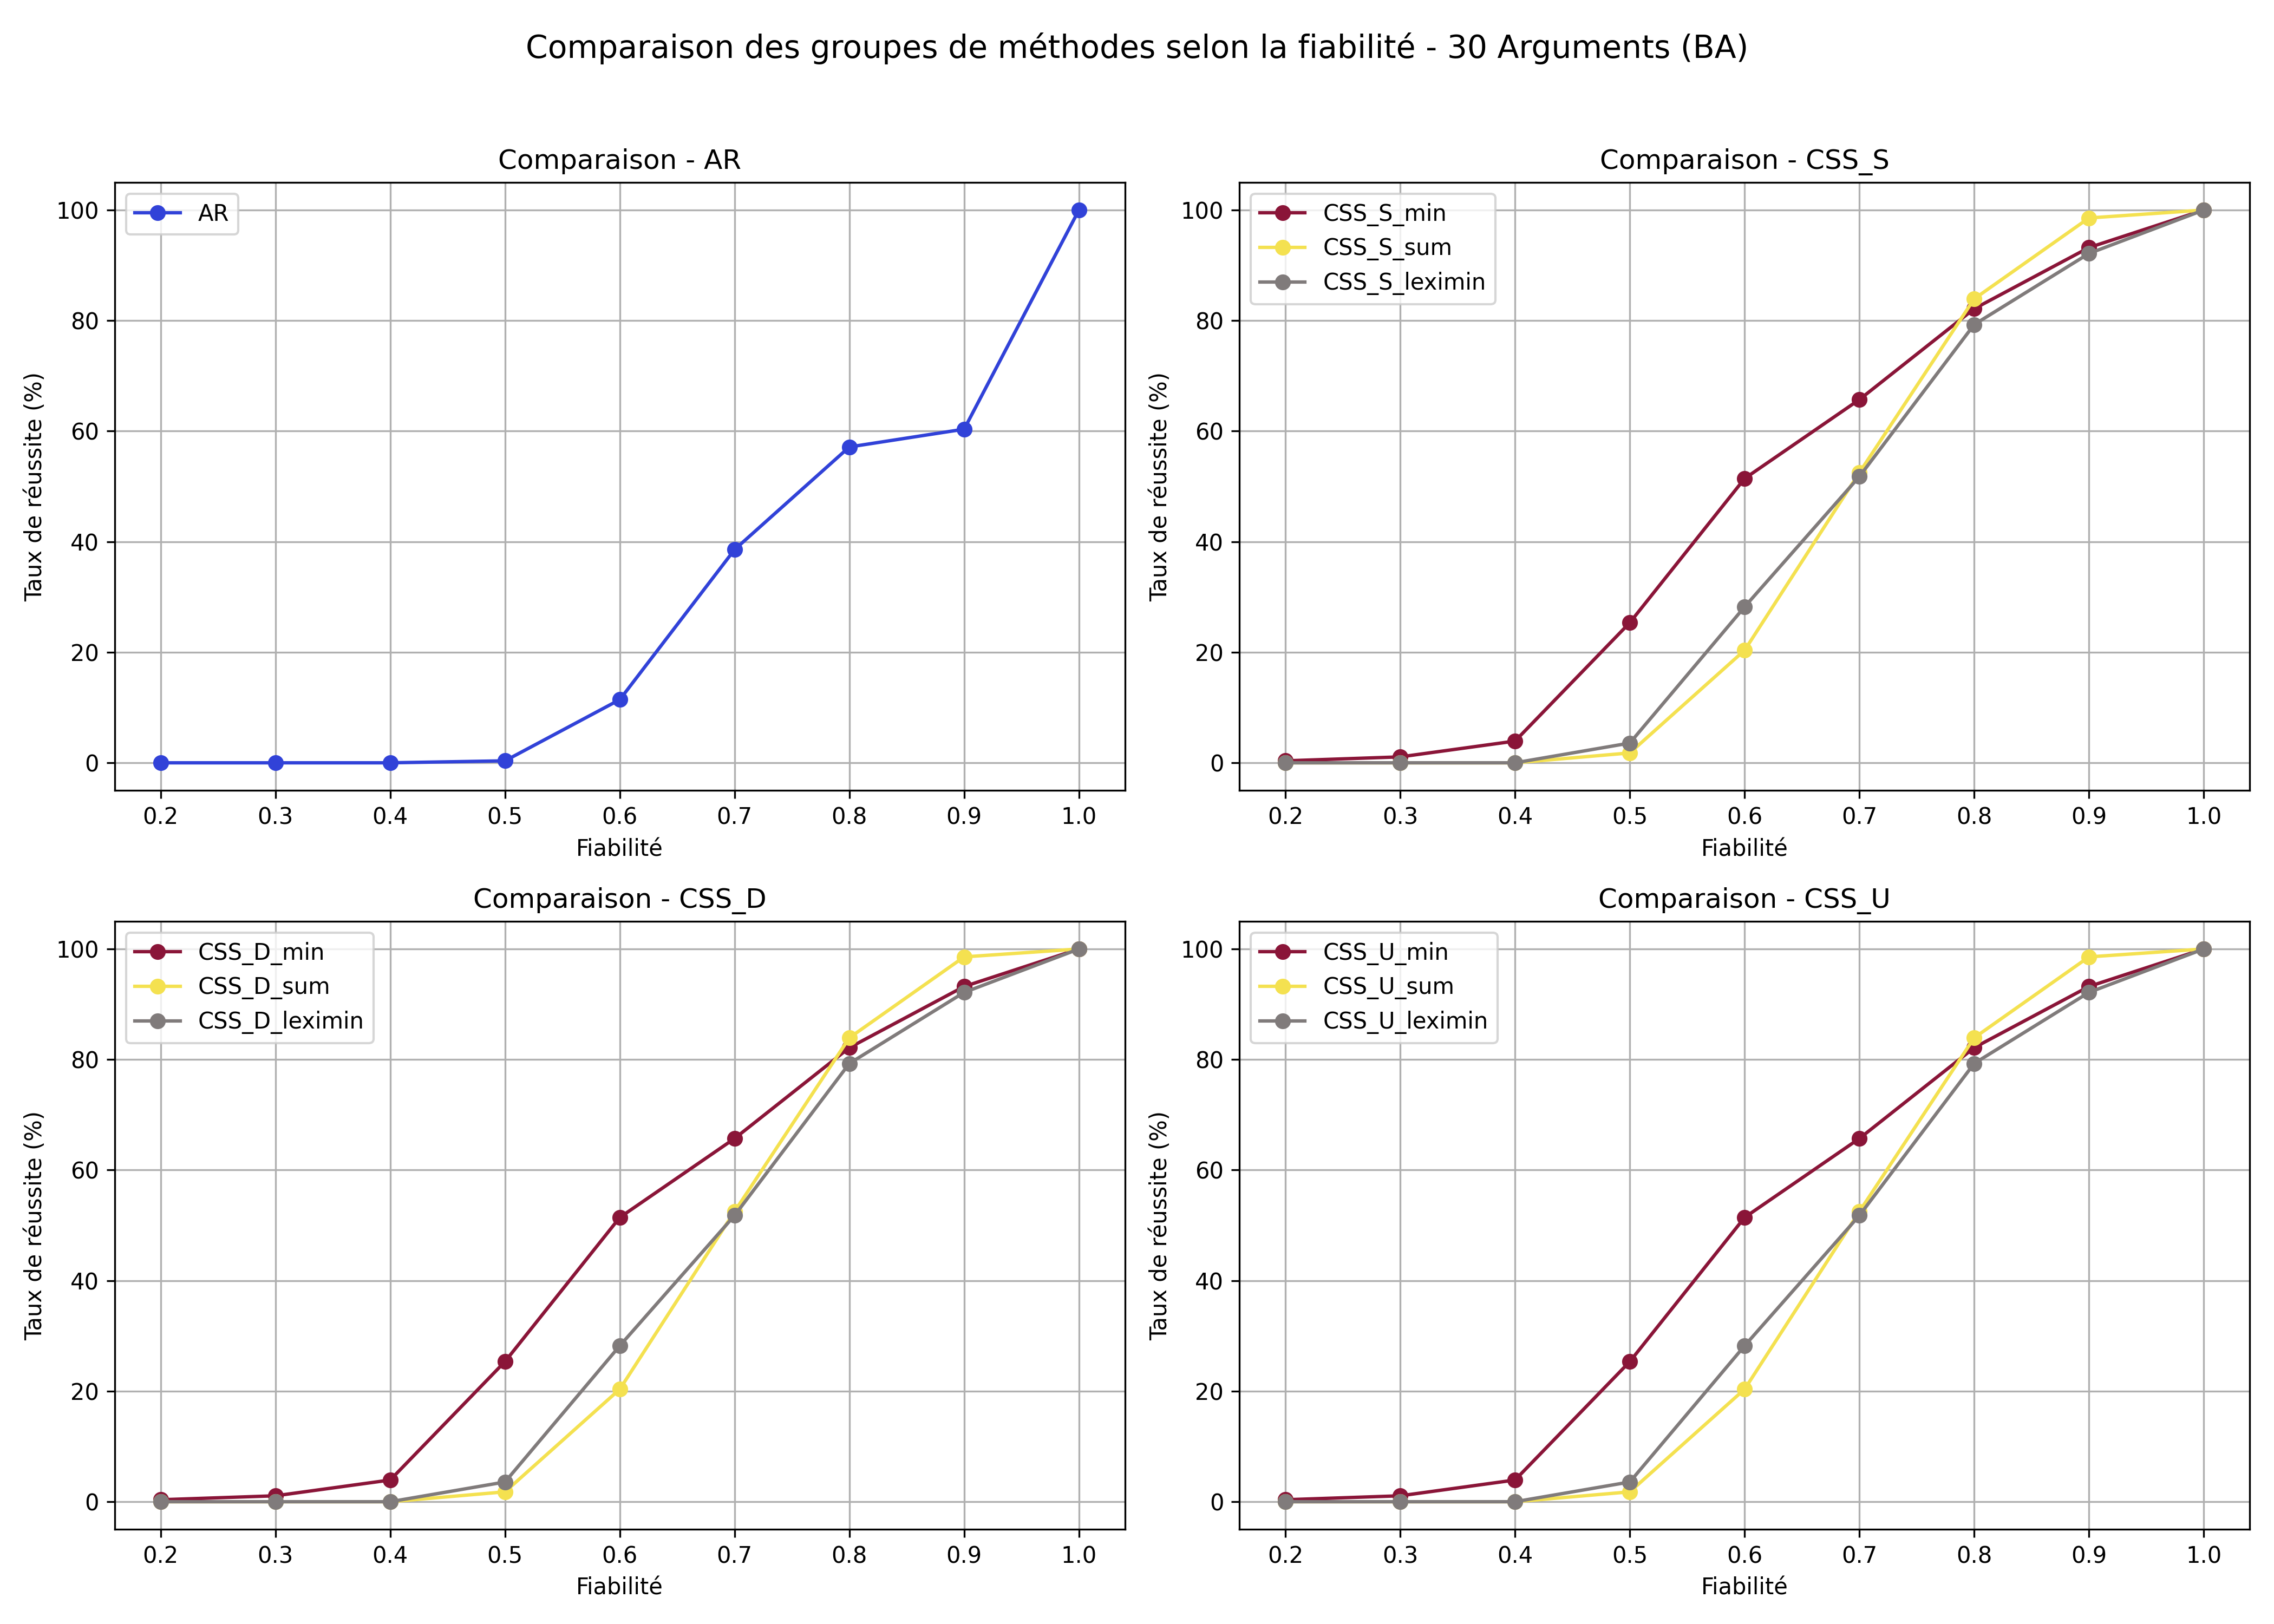 Comparaison des groupes de méthodes selon la fiabilité - 30 Arguments (BA)
Comparaison - AR
AR
100
80
60
40
20
0
Taux de réussite (%)
0.2 0.3 0.4 0.5 0.6 0.7 0.8 0.9 1.0
Fiabilité
Comparaison - CSS_S
CSS_S_min
CSS_S_sum
CSS_S_leximin
100
80
60
40
20
0
Taux de réussite (%)
0.2 0.3 0.4 0.5 0.6 0.7 0.8 0.9 1.0
Fiabilité
Comparaison - CSS_D
CSS_D_min
CSS_D_sum
CSS_D_leximin
100
80
60
40
20
0
Taux de réussite (%)
0.2 0.3 0.4 0.5 0.6 0.7 0.8 0.9 1.0
Fiabilité
Comparaison - CSS_U
CSS_U_min
CSS_U_sum
CSS_U_leximin
100
80
60
40
20
0
Taux de réussite (%)
0.2 0.3 0.4 0.5 0.6 0.7 0.8 0.9 1.0
Fiabilité